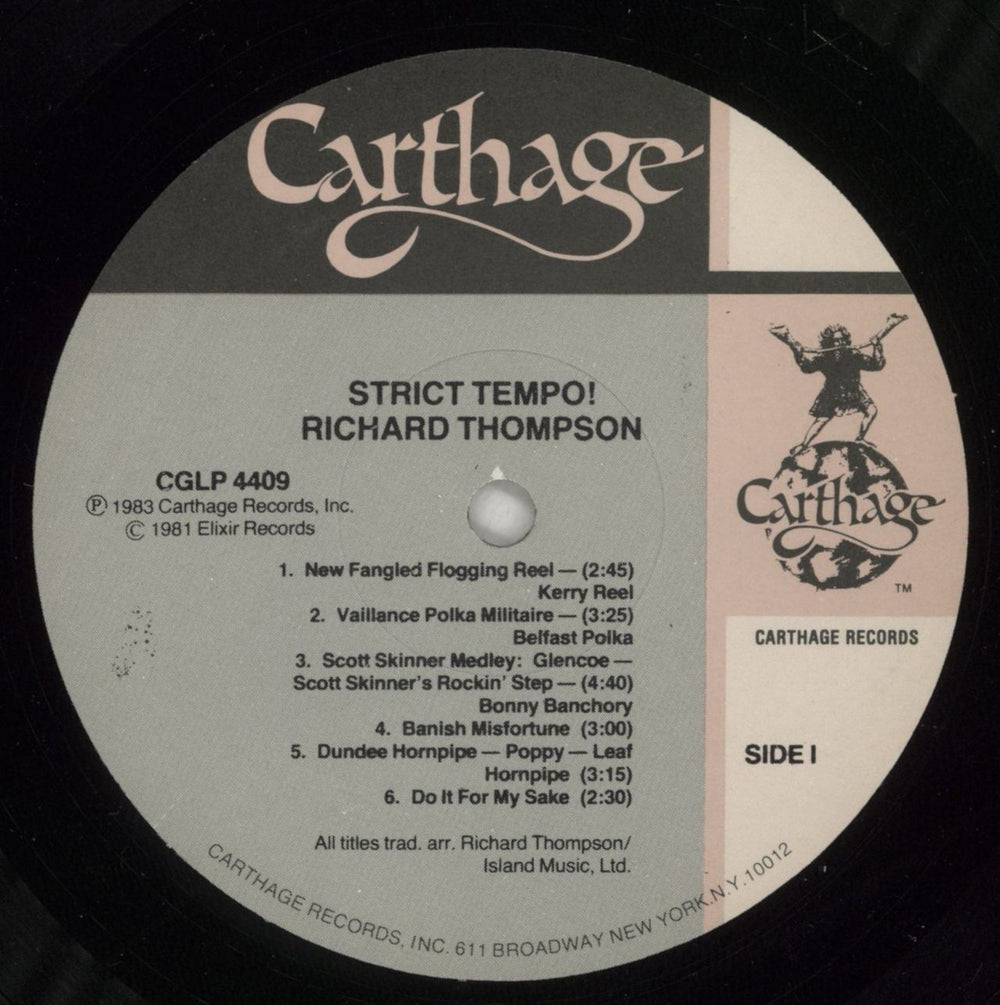 Carthage
STRICT TEMPO!
RICHARD THOMPSON
CGLP 4409
Ⓟ 1983 Carthage Records, Inc.
© 1981 Elixir Records
1. New Fangled Flogging Reel — (2:45)
Kerry Reel
2. Vaillance Polka Militaire — (3:25)
Belfast Polka
3. Scott Skinner Medley: Glencoe —
Scott Skinner's Rockin' Step — (4:40)
Bonny Banchory
4. Banish Misfortune (3:00)
5. Dundee Hornpipe — Poppy — Leaf
Hornpipe (3:15)
6. Do It For My Sake (2:30)
All titles trad. arr. Richard Thompson/
Island Music, Ltd.
Carthage
TM
CARTHAGE RECORDS
SIDE I
CARTHAGE RECORDS, INC. 611 BROADWAY NEW YORK.N.Y.10012